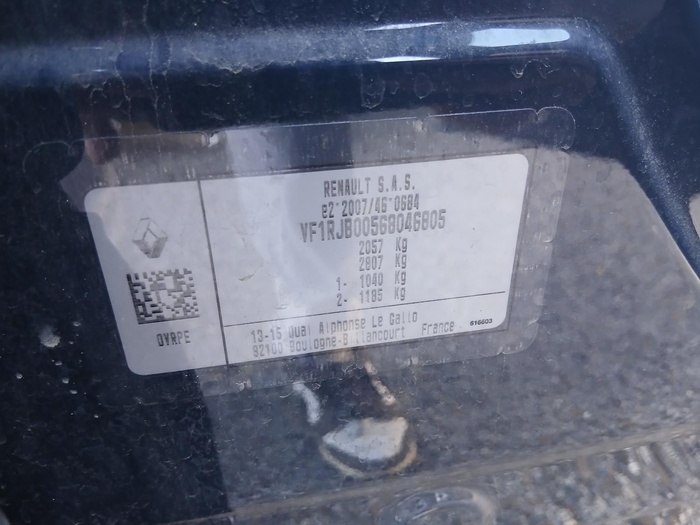 RENAULT S.A.S.
e2*2007/46*0684
VF1RJB00568046805
2057 Kg
2807 Kg
1- 1040 Kg
2- 1185 Kg
OVRPE
13-15 Quai Alphonse Le Gallo
92100 Boulogne-Billancourt France
616603